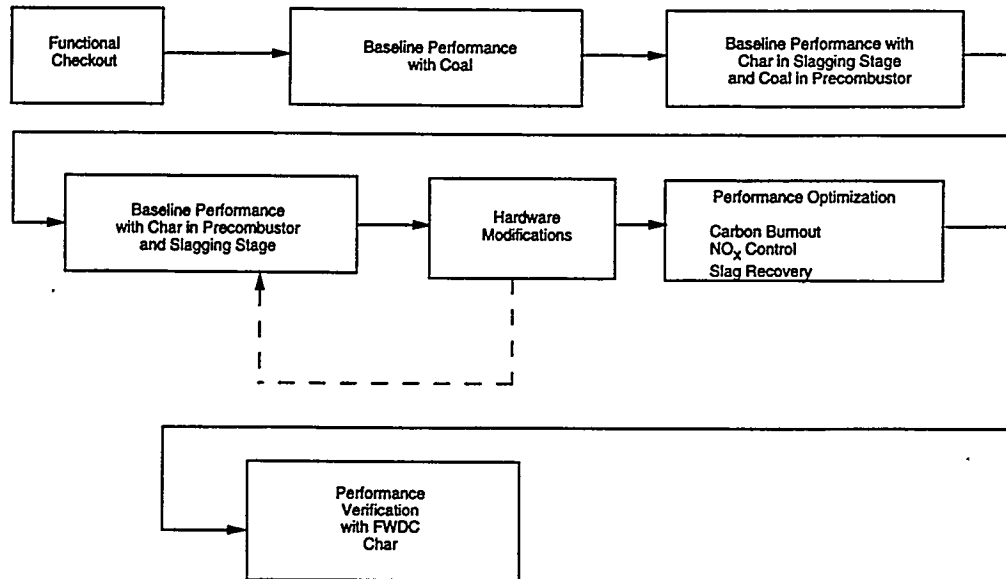 Functional
Checkout
Baseline Performance
with Coal
Baseline Performance with
Char in Slagging Stage
and Coal in Precombustor
Baseline Performance
with Char in Precombustor
and Slagging Stage
Hardware
Modifications
Performance Optimization
Carbon Burnout
NOX Control
Slag Recovery
Performance
Verification
with FWDC
Char